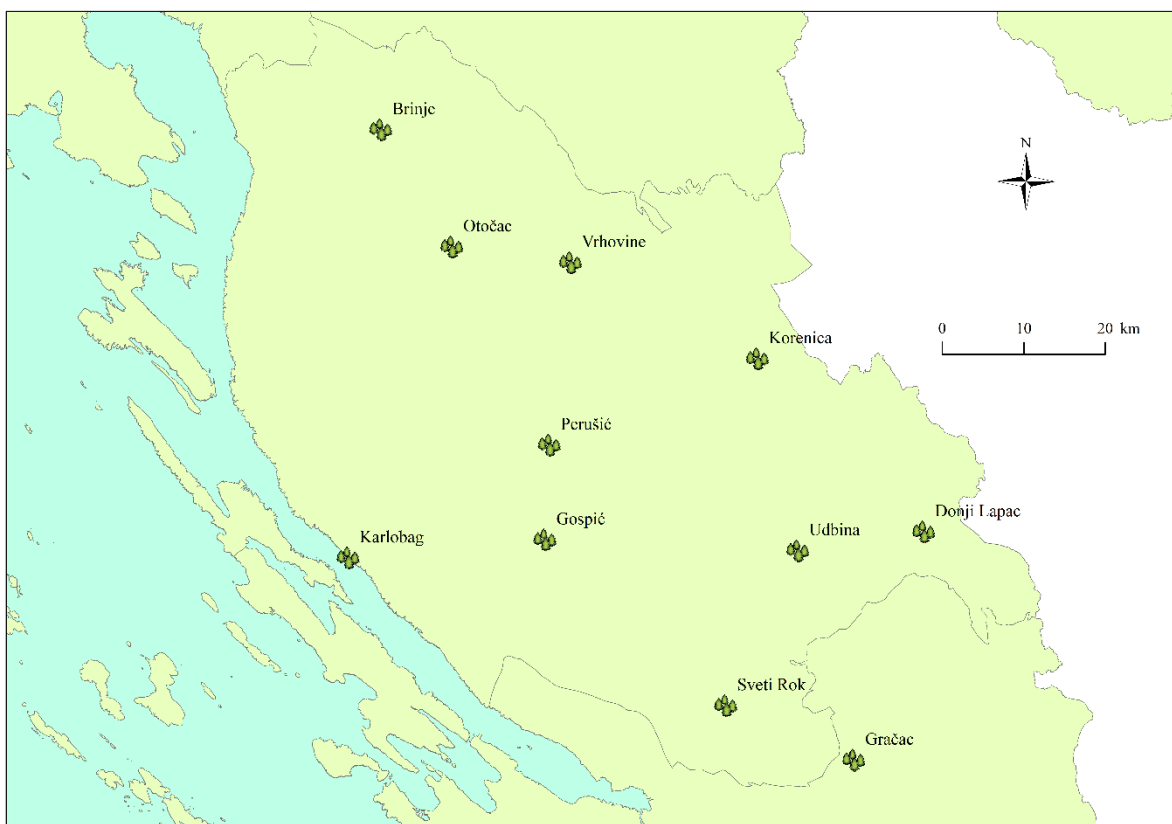 Brinje
N
Otočac
Vrhovine
Korenica
0 10 20 km
Perušić
Donji Lapac
Gospić
Udbina
Karlobag
Sveti Rok
Gračac